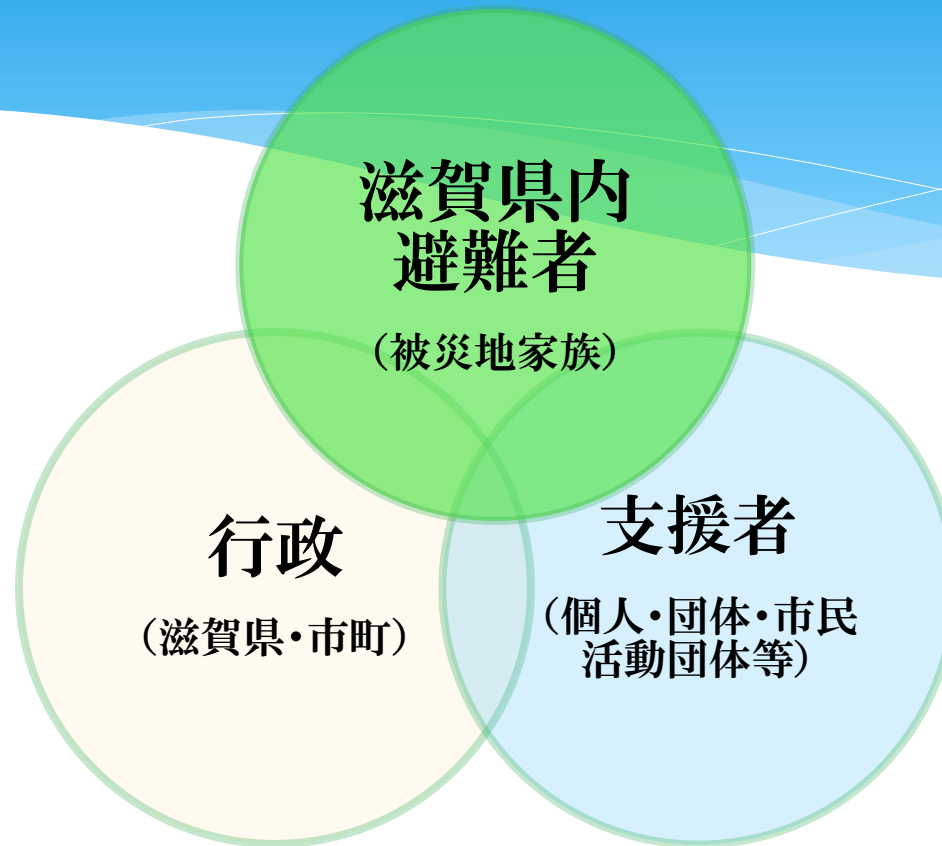 滋賀県内
避難者
（被災地家族）
行政
（滋賀県・市町）
支援者
（個人・団体・市民
活動団体等）